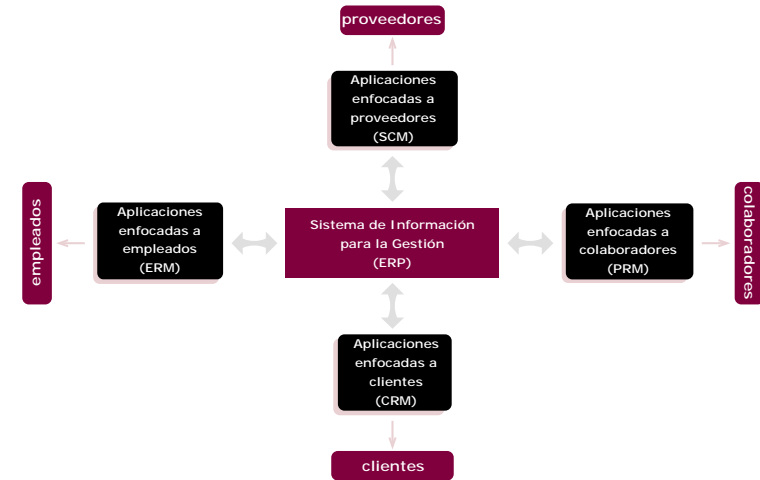 proveedores
Aplicaciones
enfocadas a
proveedores
(SCM)
empleados
Aplicaciones
enfocadas a
empleados
(ERM)
Sistema de Información
para la Gestión
(ERP)
Aplicaciones
enfocadas a
colaboradores
(PRM)
colaboradores
Aplicaciones
enfocadas a
clientes
(CRM)
clientes